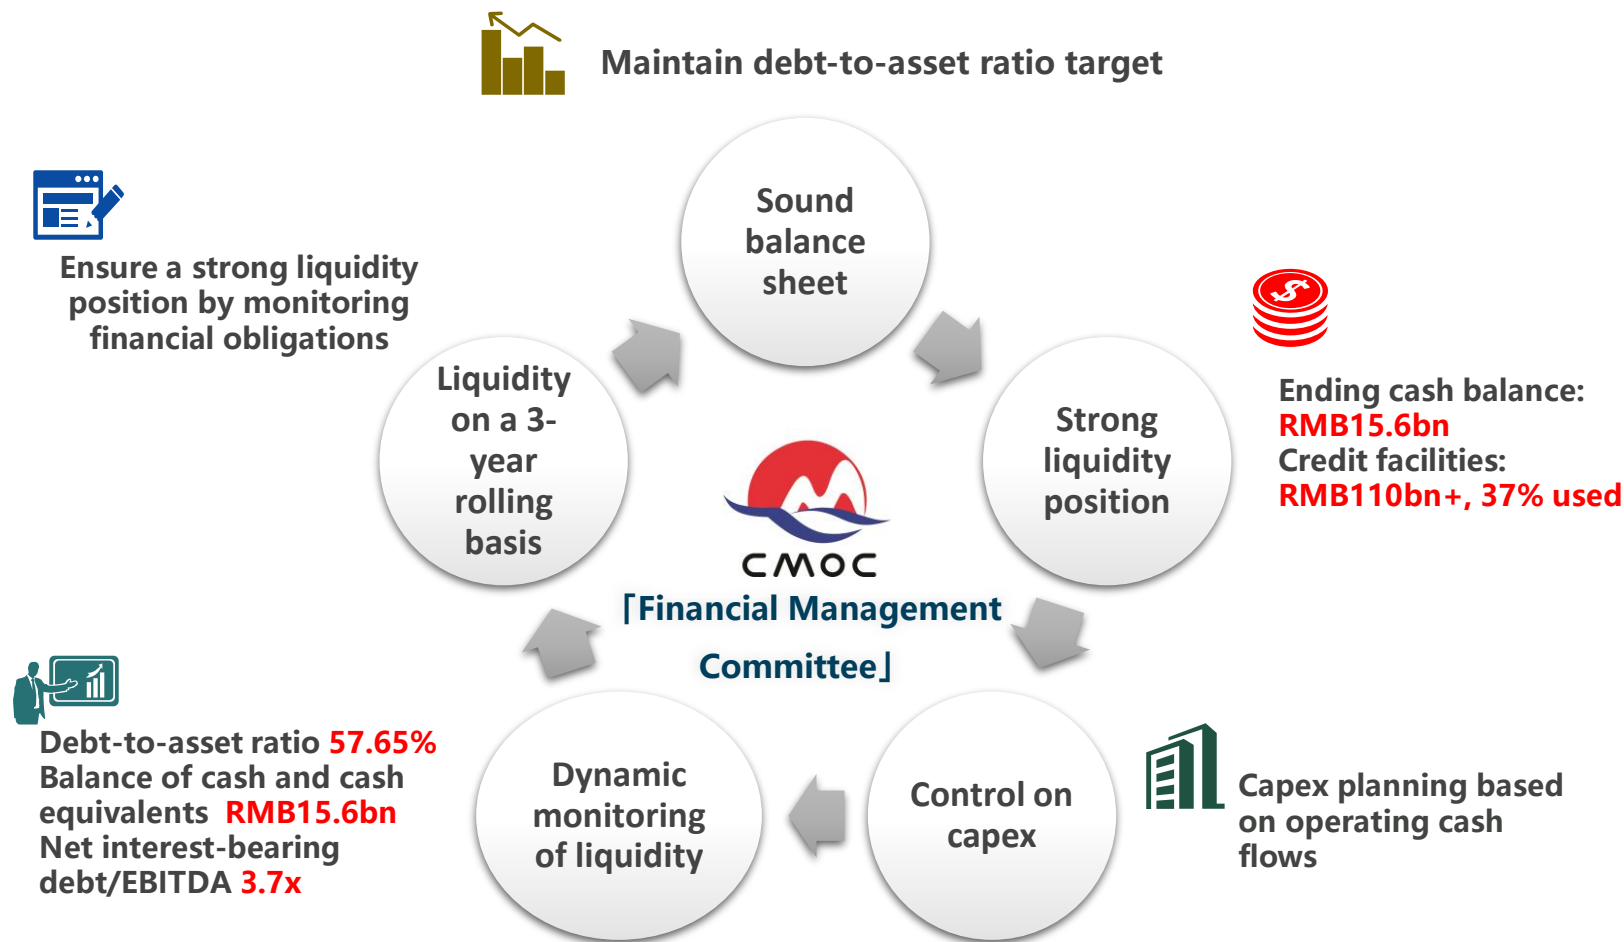 Maintain debt-to-asset ratio target
Sound
balance
sheet
Ensure a strong liquidity
position by monitoring
financial obligations
Liquidity
on a 3-
year
rolling
basis
Strong
liquidity
position
Ending cash balance:
RMB15.6bn
Credit facilities:
RMB110bn+, 37% used
CMOC
「Financial Management
Committee」
Debt-to-asset ratio 57.65%
Balance of cash and cash
equivalents RMB15.6bn
Net interest-bearing
debt/EBITDA 3.7x
Dynamic
monitoring
of liquidity
Control on
capex
Capex planning based
on operating cash
flows